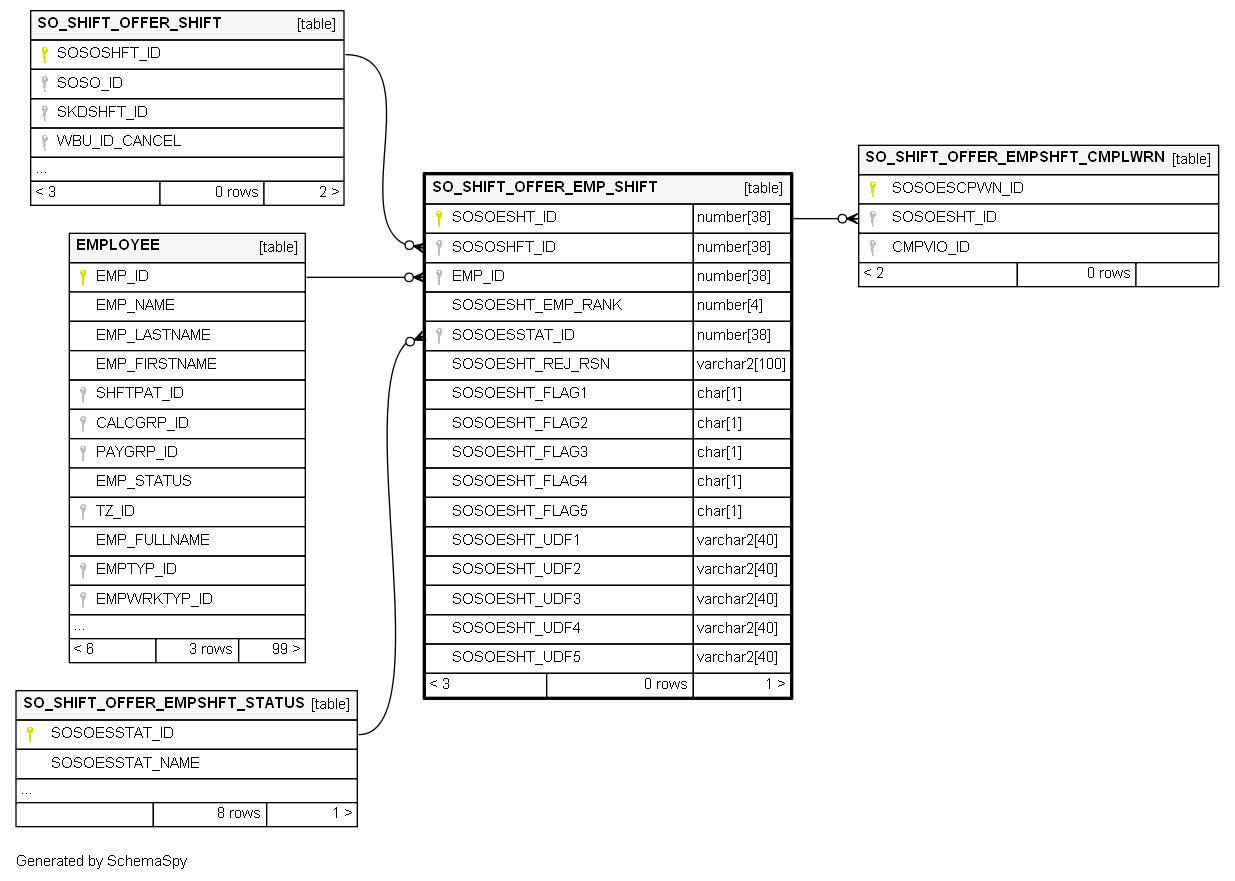 SO_SHIFT_OFFER_SHIFT [table]
SOSOSHFT_ID
SOSO_ID
SKDSHFT_ID
WBU_ID_CANCEL
...
< 3 0 rows 2 >
EMPLOYEE [table]
EMP_ID
EMP_NAME
EMP_LASTNAME
EMP_FIRSTNAME
SHFTPAT_ID
CALCGRP_ID
PAYGRP_ID
EMP_STATUS
TZ_ID
EMP_FULLNAME
EMPTYP_ID
EMPWRKTYP_ID
...
< 6 3 rows 99 >
SO_SHIFT_OFFER_EMPSHFT_STATUS [table]
SOSOESSTAT_ID
SOSOESSTAT_NAME
...
8 rows 1 >
SO_SHIFT_OFFER_EMP_SHIFT [table]
SOSOESHT_ID number[38]
SOSOSHFT_ID number[38]
EMP_ID number[38]
SOSOESHT_EMP_RANK number[4]
SOSOESSTAT_ID number[38]
SOSOESHT_REJ_RSN varchar2[100]
SOSOESHT_FLAG1 char[1]
SOSOESHT_FLAG2 char[1]
SOSOESHT_FLAG3 char[1]
SOSOESHT_FLAG4 char[1]
SOSOESHT_FLAG5 char[1]
SOSOESHT_UDF1 varchar2[40]
SOSOESHT_UDF2 varchar2[40]
SOSOESHT_UDF3 varchar2[40]
SOSOESHT_UDF4 varchar2[40]
SOSOESHT_UDF5 varchar2[40]
< 3 0 rows 1 >
SO_SHIFT_OFFER_EMPSHFT_CMPLWRN [table]
SOSOESCPWN_ID
SOSOESHT_ID
CMPVIO_ID
< 2 0 rows
Generated by SchemaSpy